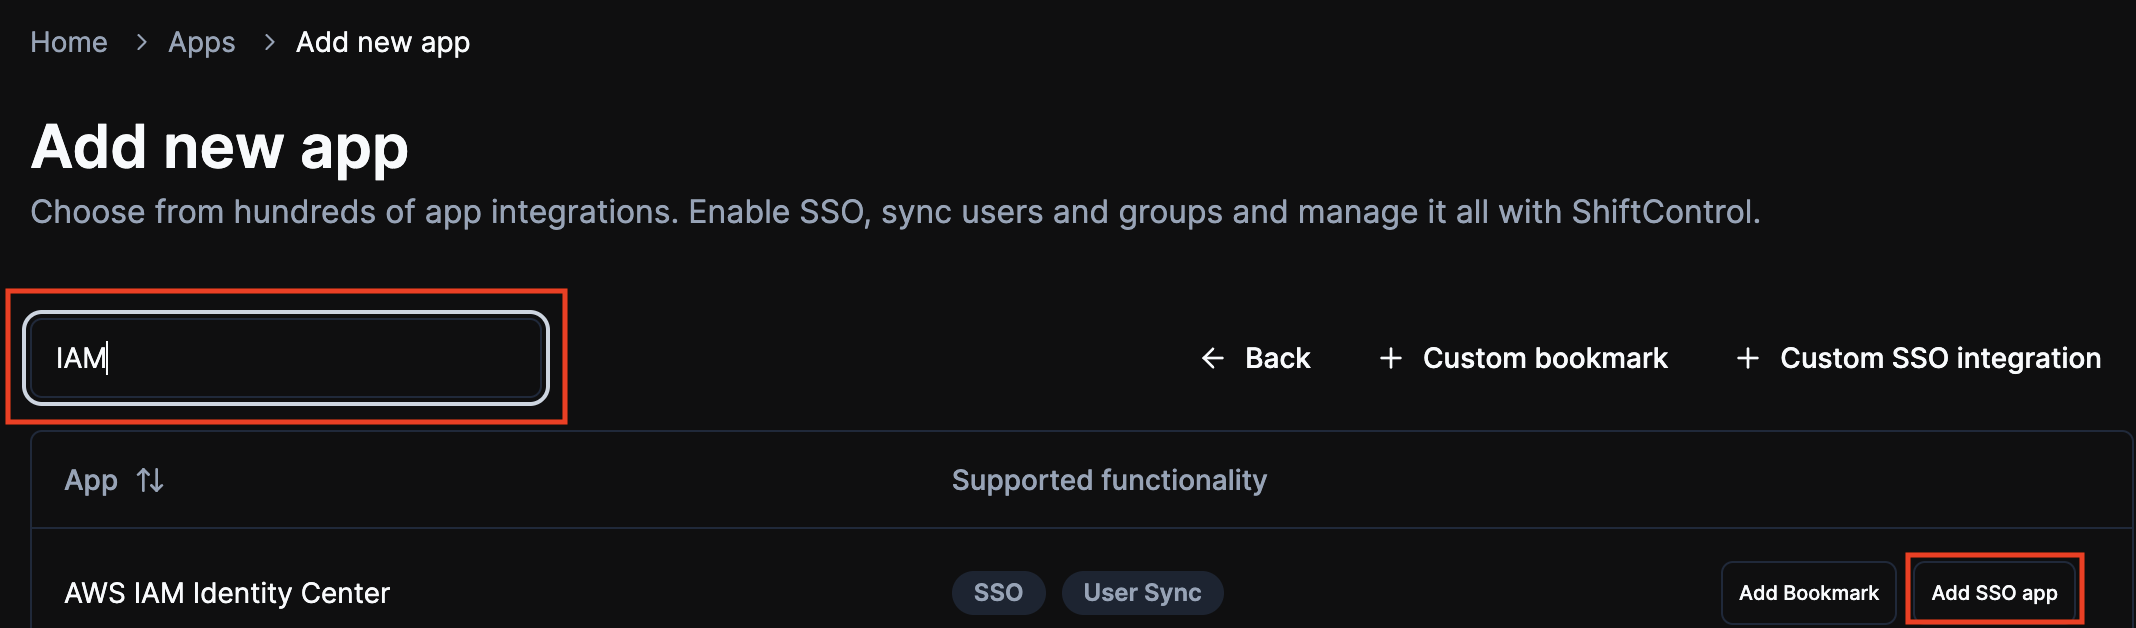 Home > Apps > Add new app
Add new app
Choose from hundreds of app integrations. Enable SSO, sync users and groups and manage it all with ShiftControl.
IAM
← Back + Custom bookmark + Custom SSO integration
App ↑↓ Supported functionality
AWS IAM Identity Center SSO User Sync Add Bookmark Add SSO app